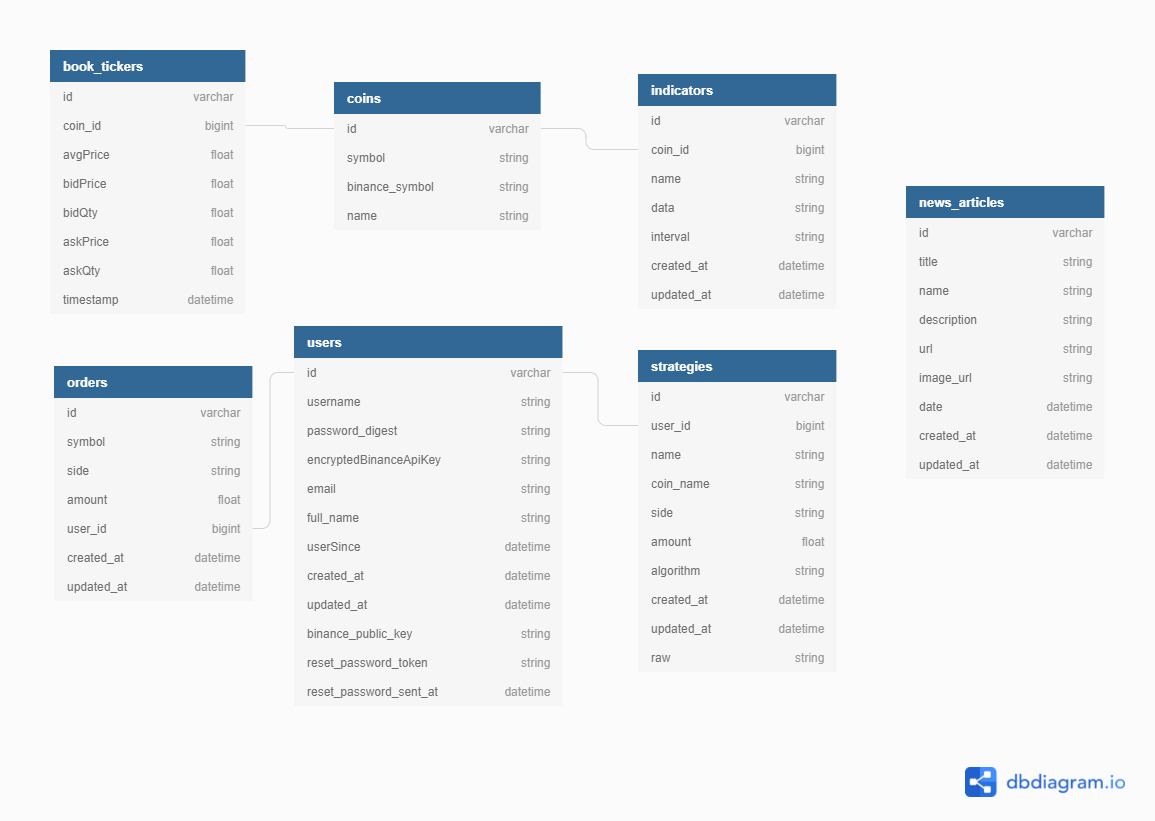 book_tickers
id varchar
coin_id bigint
avgPrice float
bidPrice float
bidQty float
askPrice float
askQty float
timestamp datetime
coins
id varchar
symbol string
binance_symbol string
name string
indicators
id varchar
coin_id bigint
name string
data string
interval string
created_at datetime
updated_at datetime
news_articles
id varchar
title string
name string
description string
url string
image_url string
date datetime
created_at datetime
updated_at datetime
orders
id varchar
symbol string
side string
amount float
user_id bigint
created_at datetime
updated_at datetime
users
id varchar
username string
password_digest string
encryptedBinanceApiKey string
email string
full_name string
userSince datetime
created_at datetime
updated_at datetime
binance_public_key string
reset_password_token string
reset_password_sent_at datetime
strategies
id varchar
user_id bigint
name string
coin_name string
side string
amount float
algorithm string
created_at datetime
updated_at datetime
raw string
dbdiagram.io